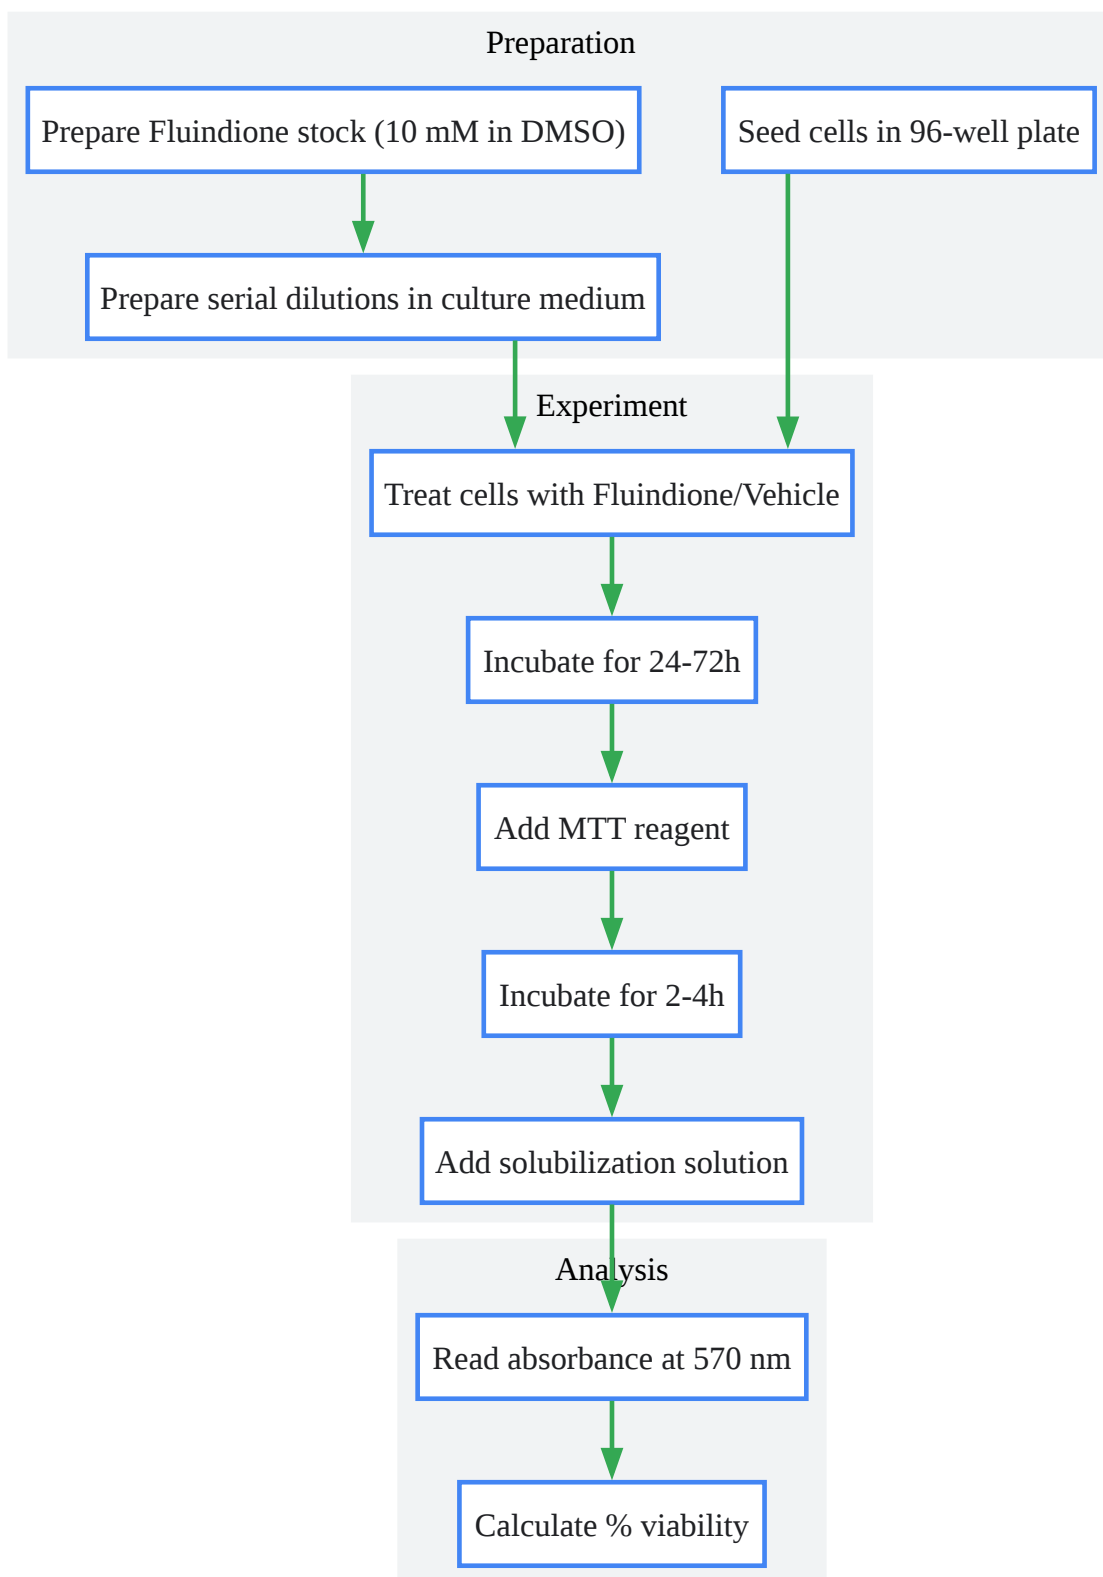 Preparation
Prepare Fluindione stock (10 mM in DMSO)
Seed cells in 96-well plate
Prepare serial dilutions in culture medium
Experiment
Treat cells with Fluindione/Vehicle
Incubate for 24-72h
Add MTT reagent
Incubate for 2-4h
Add solubilization solution
Analysis
Read absorbance at 570 nm
Calculate % viability